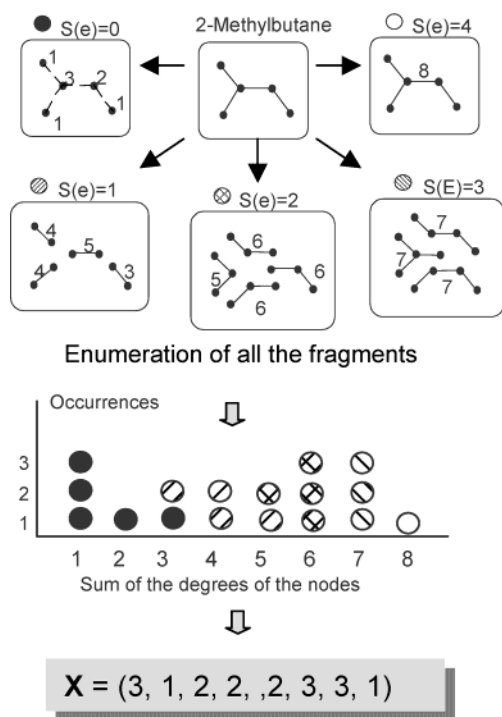 S(e)=0
2-Methylbutane
S(e)=4
1
3
2
1
1
8
S(e)=1
S(e)=2
S(E)=3
4
5
4
3
6
6
5
6
7
7
7
Enumeration of all the fragments
Occurrences
3
2
1
1 2 3 4 5 6 7 8
Sum of the degrees of the nodes
X = (3, 1, 2, 2, ,2, 3, 3, 1)